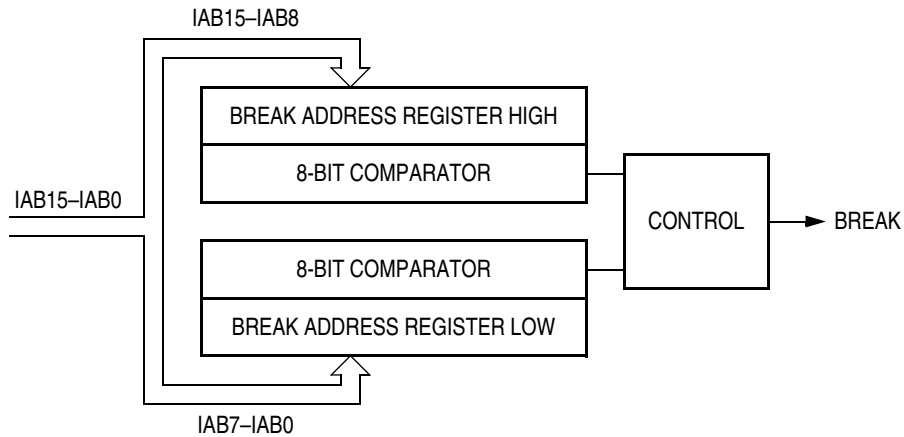 IAB15–IAB8
BREAK ADDRESS REGISTER HIGH
8-BIT COMPARATOR
IAB15–IAB0
CONTROL
BREAK
8-BIT COMPARATOR
BREAK ADDRESS REGISTER LOW
IAB7–IAB0